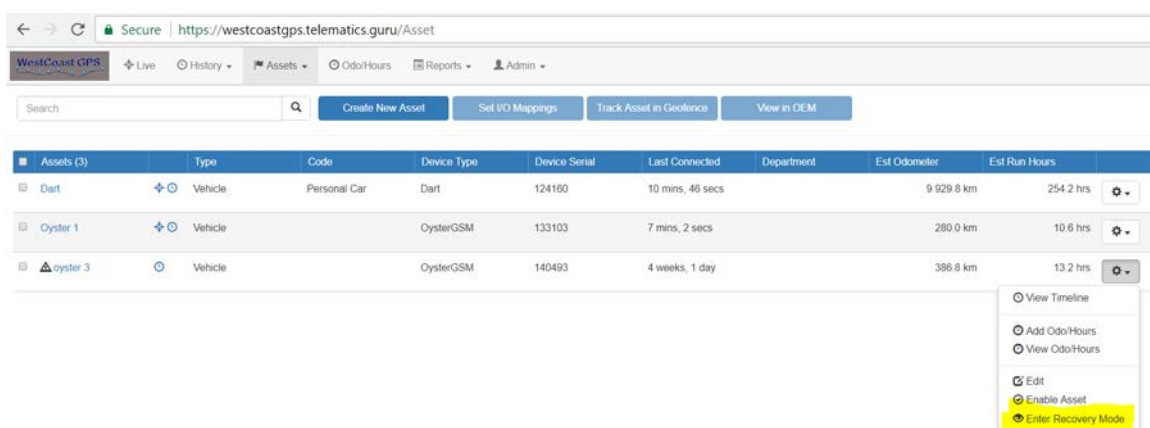 Secure https://westcoastgps.telematics.guru/Asset
WestCoast GPS Live History Assets Odo/Hours Reports Admin
Search Create New Asset Set I/O Mappings Track Asset in Geofence View in OEM
Assets (3) Type Code Device Type Device Serial Last Connected Department Est Odometer Est Run Hours
Dart Vehicle Personal Car Dart 124160 10 mins, 46 secs 9 929.8 km 254.2 hrs
Oyster 1 Vehicle OysterGSM 133103 7 mins, 2 secs 280.0 km 10.6 hrs
oyster 3 Vehicle OysterGSM 140493 4 weeks, 1 day 386.8 km 13.2 hrs
View Timeline
Add Odo/Hours
View Odo/Hours
Edit
Enable Asset
Enter Recovery Mode